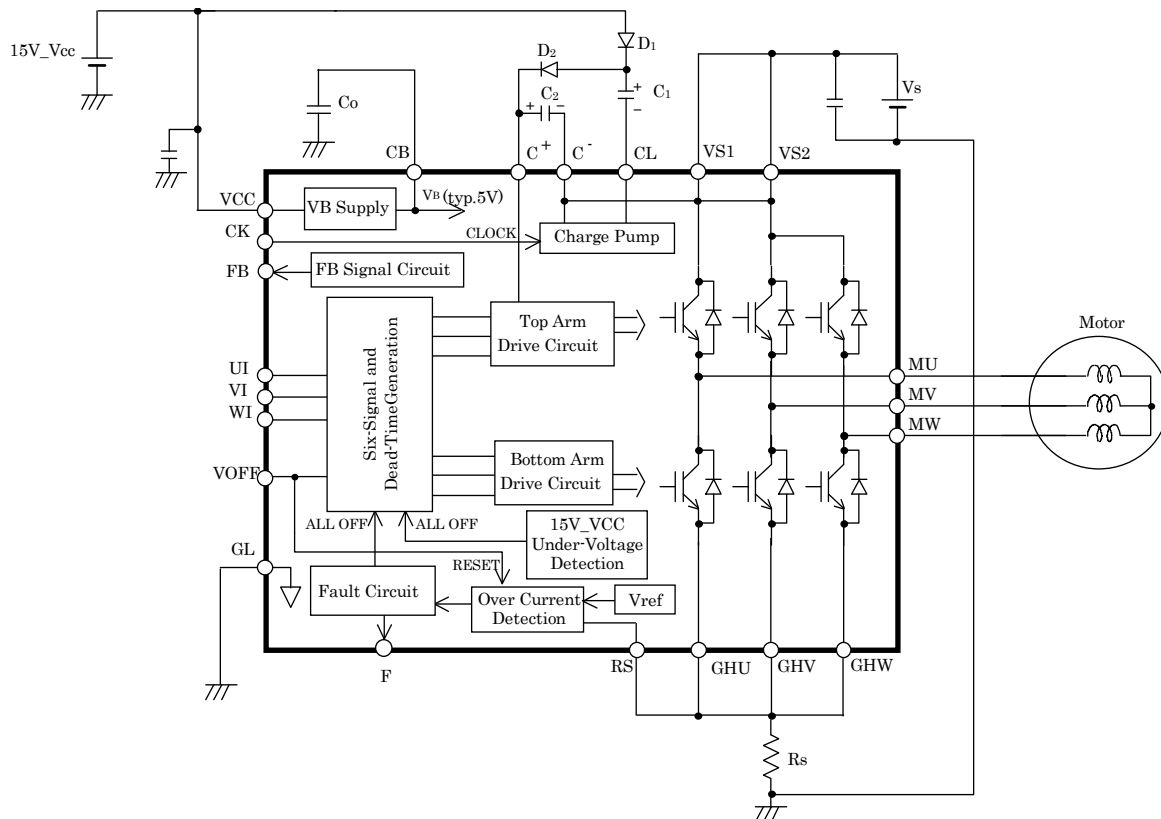 15V_Vcc
D1
D2
C2
+
−
+
−
C1
Co
Vs
CB
C+
C-
CL
VS1
VS2
VCC
VB Supply
VB (typ.5V)
CK
CLOCK
Charge Pump
FB
FB Signal Circuit
Top Arm
Drive Circuit
Motor
UI
VI
WI
Six-Signal and
Dead-TimeGeneration
MU
MV
MW
VOFF
Bottom Arm
Drive Circuit
ALL OFF
ALL OFF
15V_VCC
Under-Voltage
Detection
GL
RESET
Fault Circuit
Over Current
Detection
Vref
F
RS
GHU
GHV
GHW
Rs